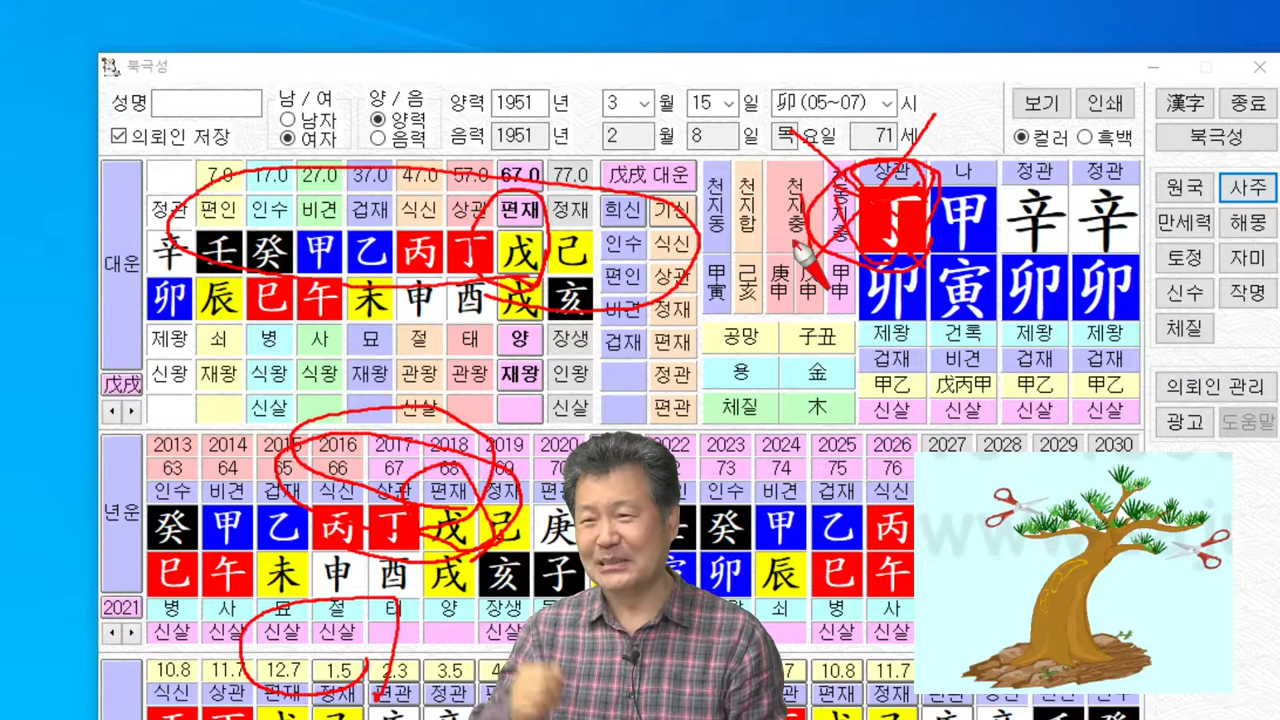 북극성
성명 남 / 여 양 / 음 양력 1951 년 3 월 15 일 卯 (05~07) 시 보기 인쇄 漢字 종료
남자 양력
의뢰인 저장 여자 음력 음력 1951 년 2 월 8 일 목 요일 71 세 컬러 흑백 북극성
7.0 17.0 27.0 37.0 47.0 57.0 67.0 77.0 戊戌 대운
정관 편인 인수 비견 겁재 식신 상관 편재 정재 희신 기신
대운 辛 壬 癸 甲 乙 丙 丁 戊 己 인수 식신
편인 상관
卯 辰 巳 午 未 申 酉 戌 亥 비견 정재
제왕 쇠 병 사 묘 절 태 양 장생 겁재 편재
戊戌 신왕 재왕 식왕 식왕 재왕 관왕 관왕 재왕 인왕 정관
신살 신살 신살 편관
천지동 천지합 천지충
甲寅 己亥 庚申 甲申
공망 子丑
용 金
체질 木
상관 나 정관 정관
丁 甲 辛 辛
卯 寅 卯 卯
제왕 건록 제왕 제왕
겁재 비견 겁재 겁재
甲乙 戊丙甲 甲乙 甲乙
신살 신살 신살 신살
원국 사주
만세력 해몽
토정 자미
신수 작명
체질
의뢰인 관리
광고 도움말
2013 2014 2015 2016 2017 2018 2019 2020 2022 2023 2024 2025 2026 2027 2028 2029 2030
63 64 65 66 67 68 69 72 73 74 75 76
년운 인수 비견 겁재 식신 상관 편재 정재 인수 비견 겁재 식신
癸 甲 乙 丙 丁 戊 己 庚 癸 甲 乙 丙
巳 午 未 申 酉 戌 亥 子 卯 辰 巳 午
2021 병 사 묘 절 태 양 장생 쇠 병 사
신살 신살 신살 신살 신살 신살 신살
10.8 11.7 12.7 1.5 2.3 3.5 10.8 11.7
식신 상관 편재 정재 편관 정관 편재 정재